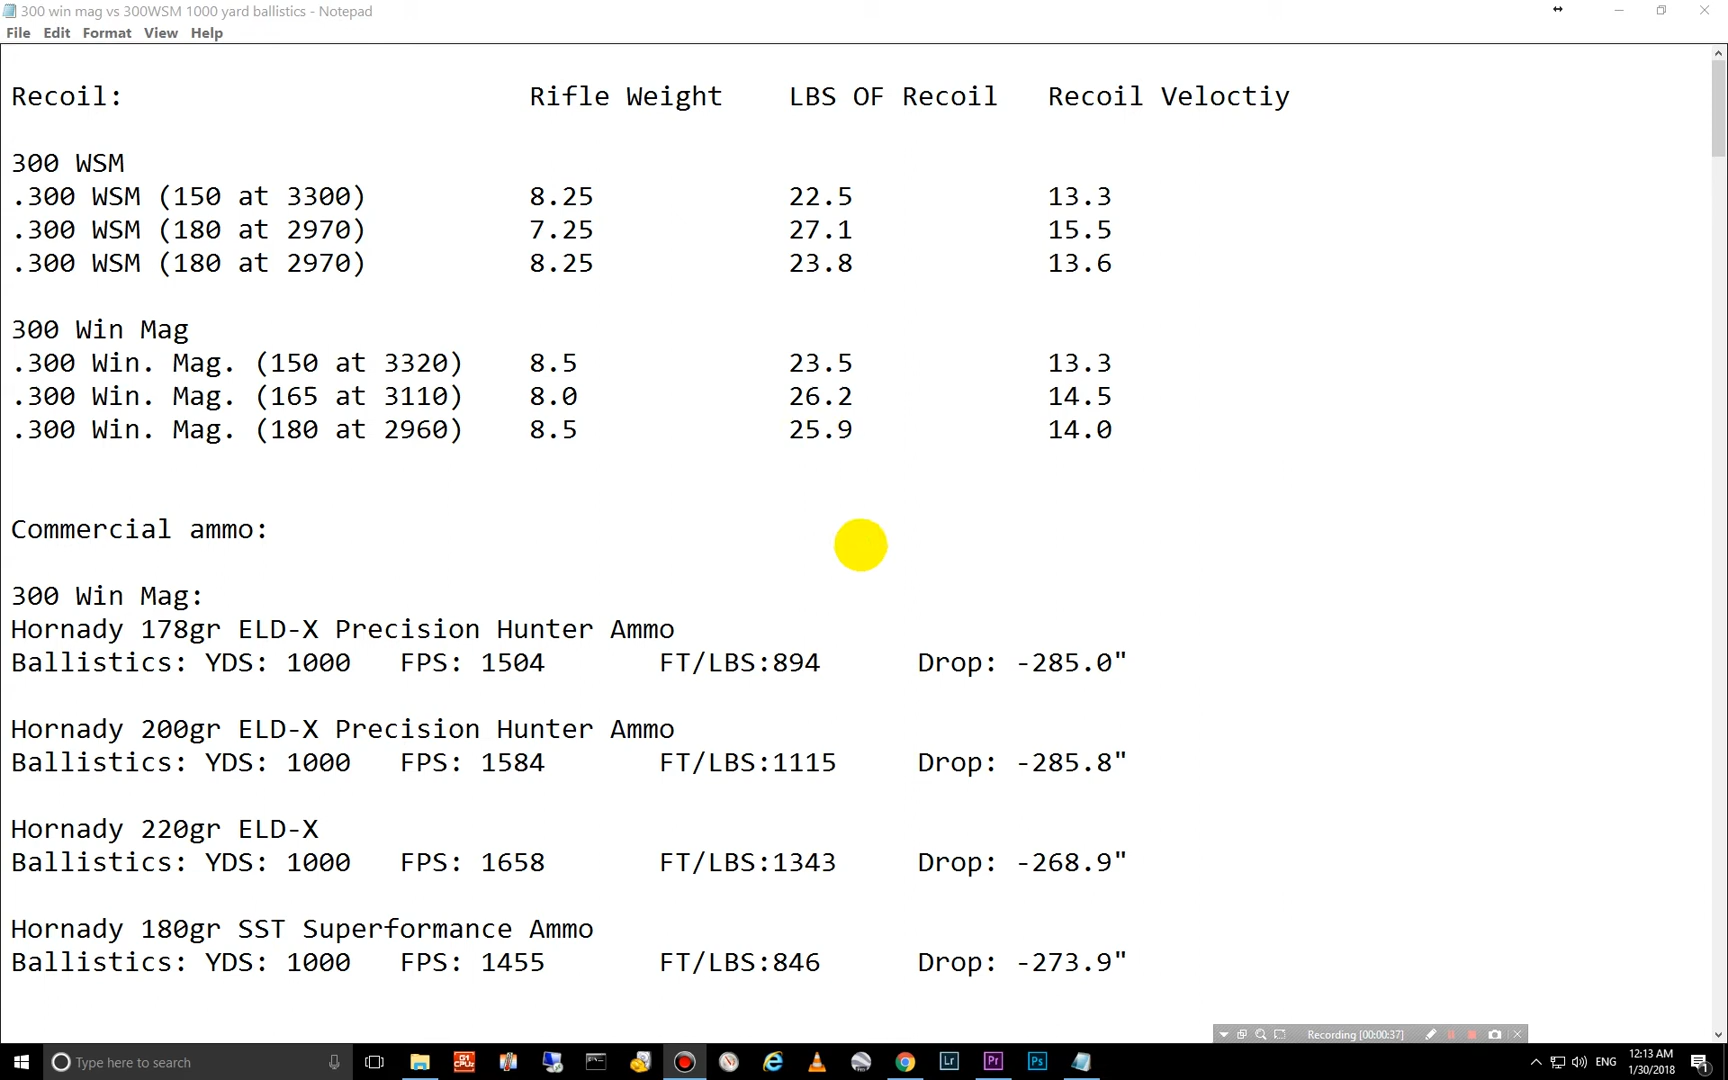 300 win mag vs 300WSM 1000 yard ballistics - Notepad
File Edit Format View Help
Recoil: Rifle Weight LBS OF Recoil Recoil Veloctiy
300 WSM
.300 WSM (150 at 3300) 8.25 22.5 13.3
.300 WSM (180 at 2970) 7.25 27.1 15.5
.300 WSM (180 at 2970) 8.25 23.8 13.6
300 Win Mag
.300 Win. Mag. (150 at 3320) 8.5 23.5 13.3
.300 Win. Mag. (165 at 3110) 8.0 26.2 14.5
.300 Win. Mag. (180 at 2960) 8.5 25.9 14.0
Commercial ammo:
300 Win Mag:
Hornady 178gr ELD-X Precision Hunter Ammo
Ballistics: YDS: 1000 FPS: 1504 FT/LBS:894 Drop: -285.0"
Hornady 200gr ELD-X Precision Hunter Ammo
Ballistics: YDS: 1000 FPS: 1584 FT/LBS:1115 Drop: -285.8"
Hornady 220gr ELD-X
Ballistics: YDS: 1000 FPS: 1658 FT/LBS:1343 Drop: -268.9"
Hornady 180gr SST Superformance Ammo
Ballistics: YDS: 1000 FPS: 1455 FT/LBS:846 Drop: -273.9"
Recording [00:00:37]
Type here to search
Lr Pr Ps
ENG
12:13 AM
1/30/2018
1